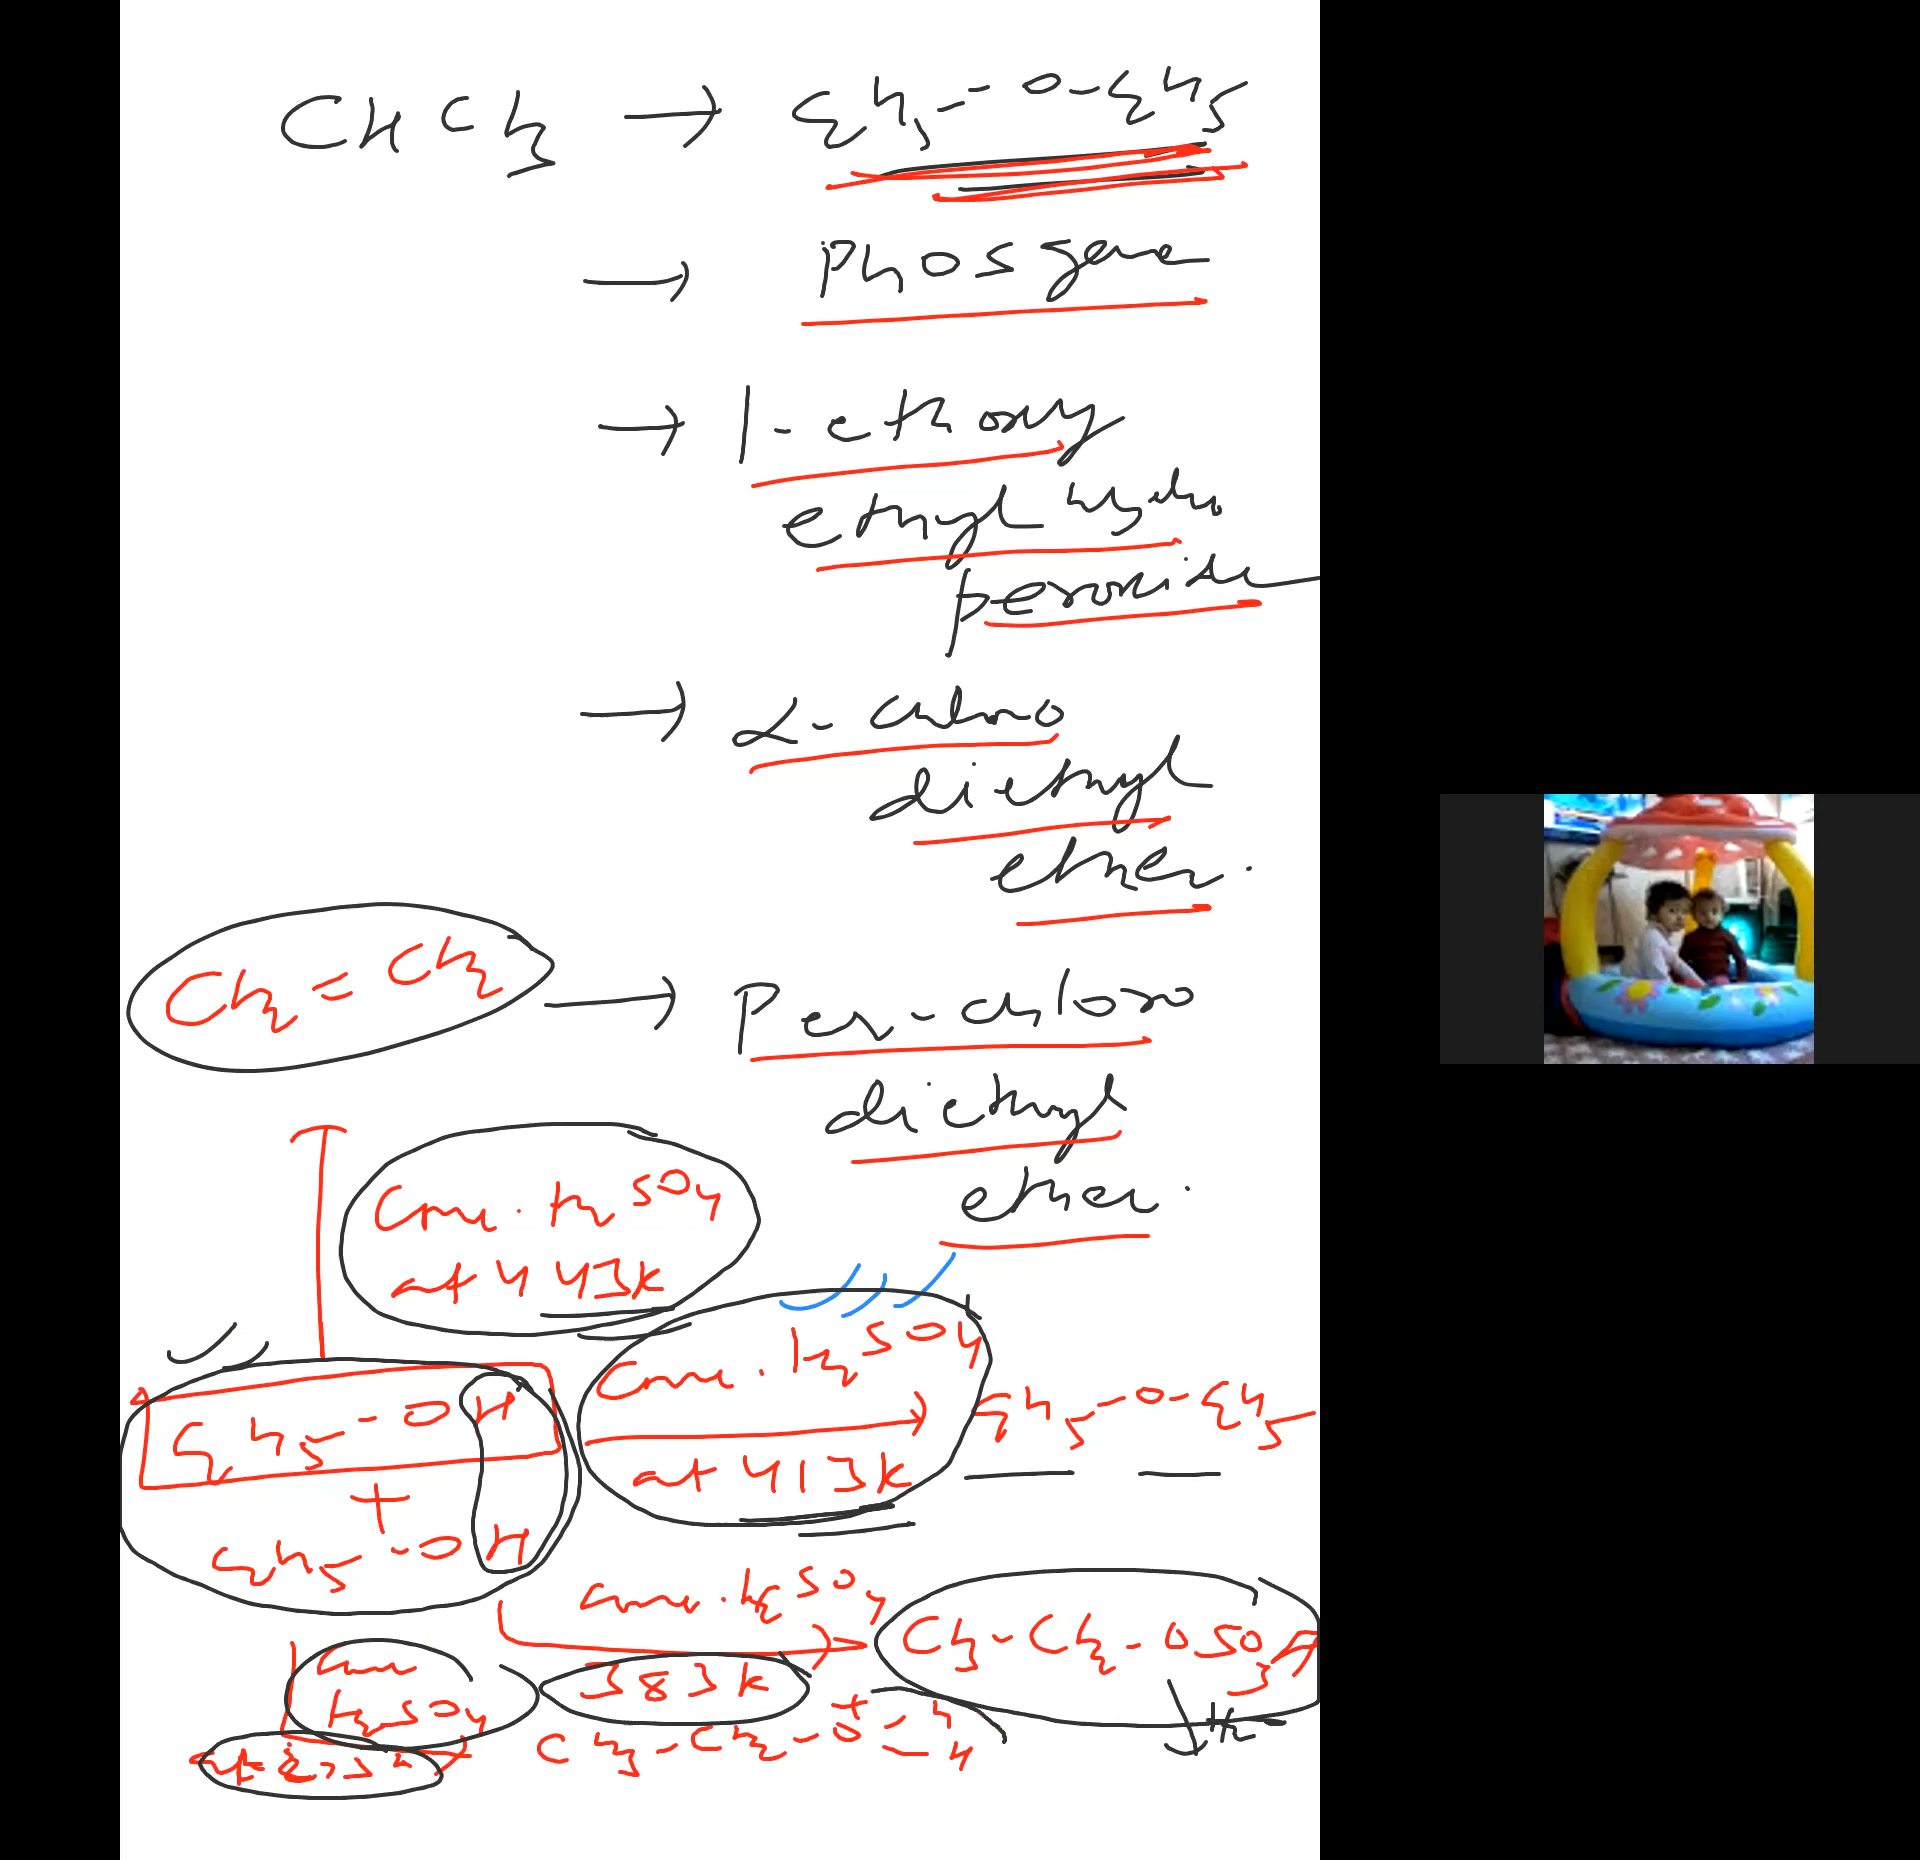 CHCl₃ → C₂H₅-O-C₂H₅
→ Phosgene
→ 1-ethoxy
ethyl hydro
peroxide
→ α-chloro
diethyl
ether.
CH₂=CH₂ → Per-chloro
diethyl
ether.
Conc. H₂SO₄
at 443K
Conc. H₂SO₄
C₂H₅-OH → C₂H₅-O-C₂H₅
at 413K
+
C₂H₅-OH
conc. H₂SO₄
CH₃-CH₂-OSO₃H
383K
Conc
H₂SO₄
CH₃-CH₂-O⁺-H
H